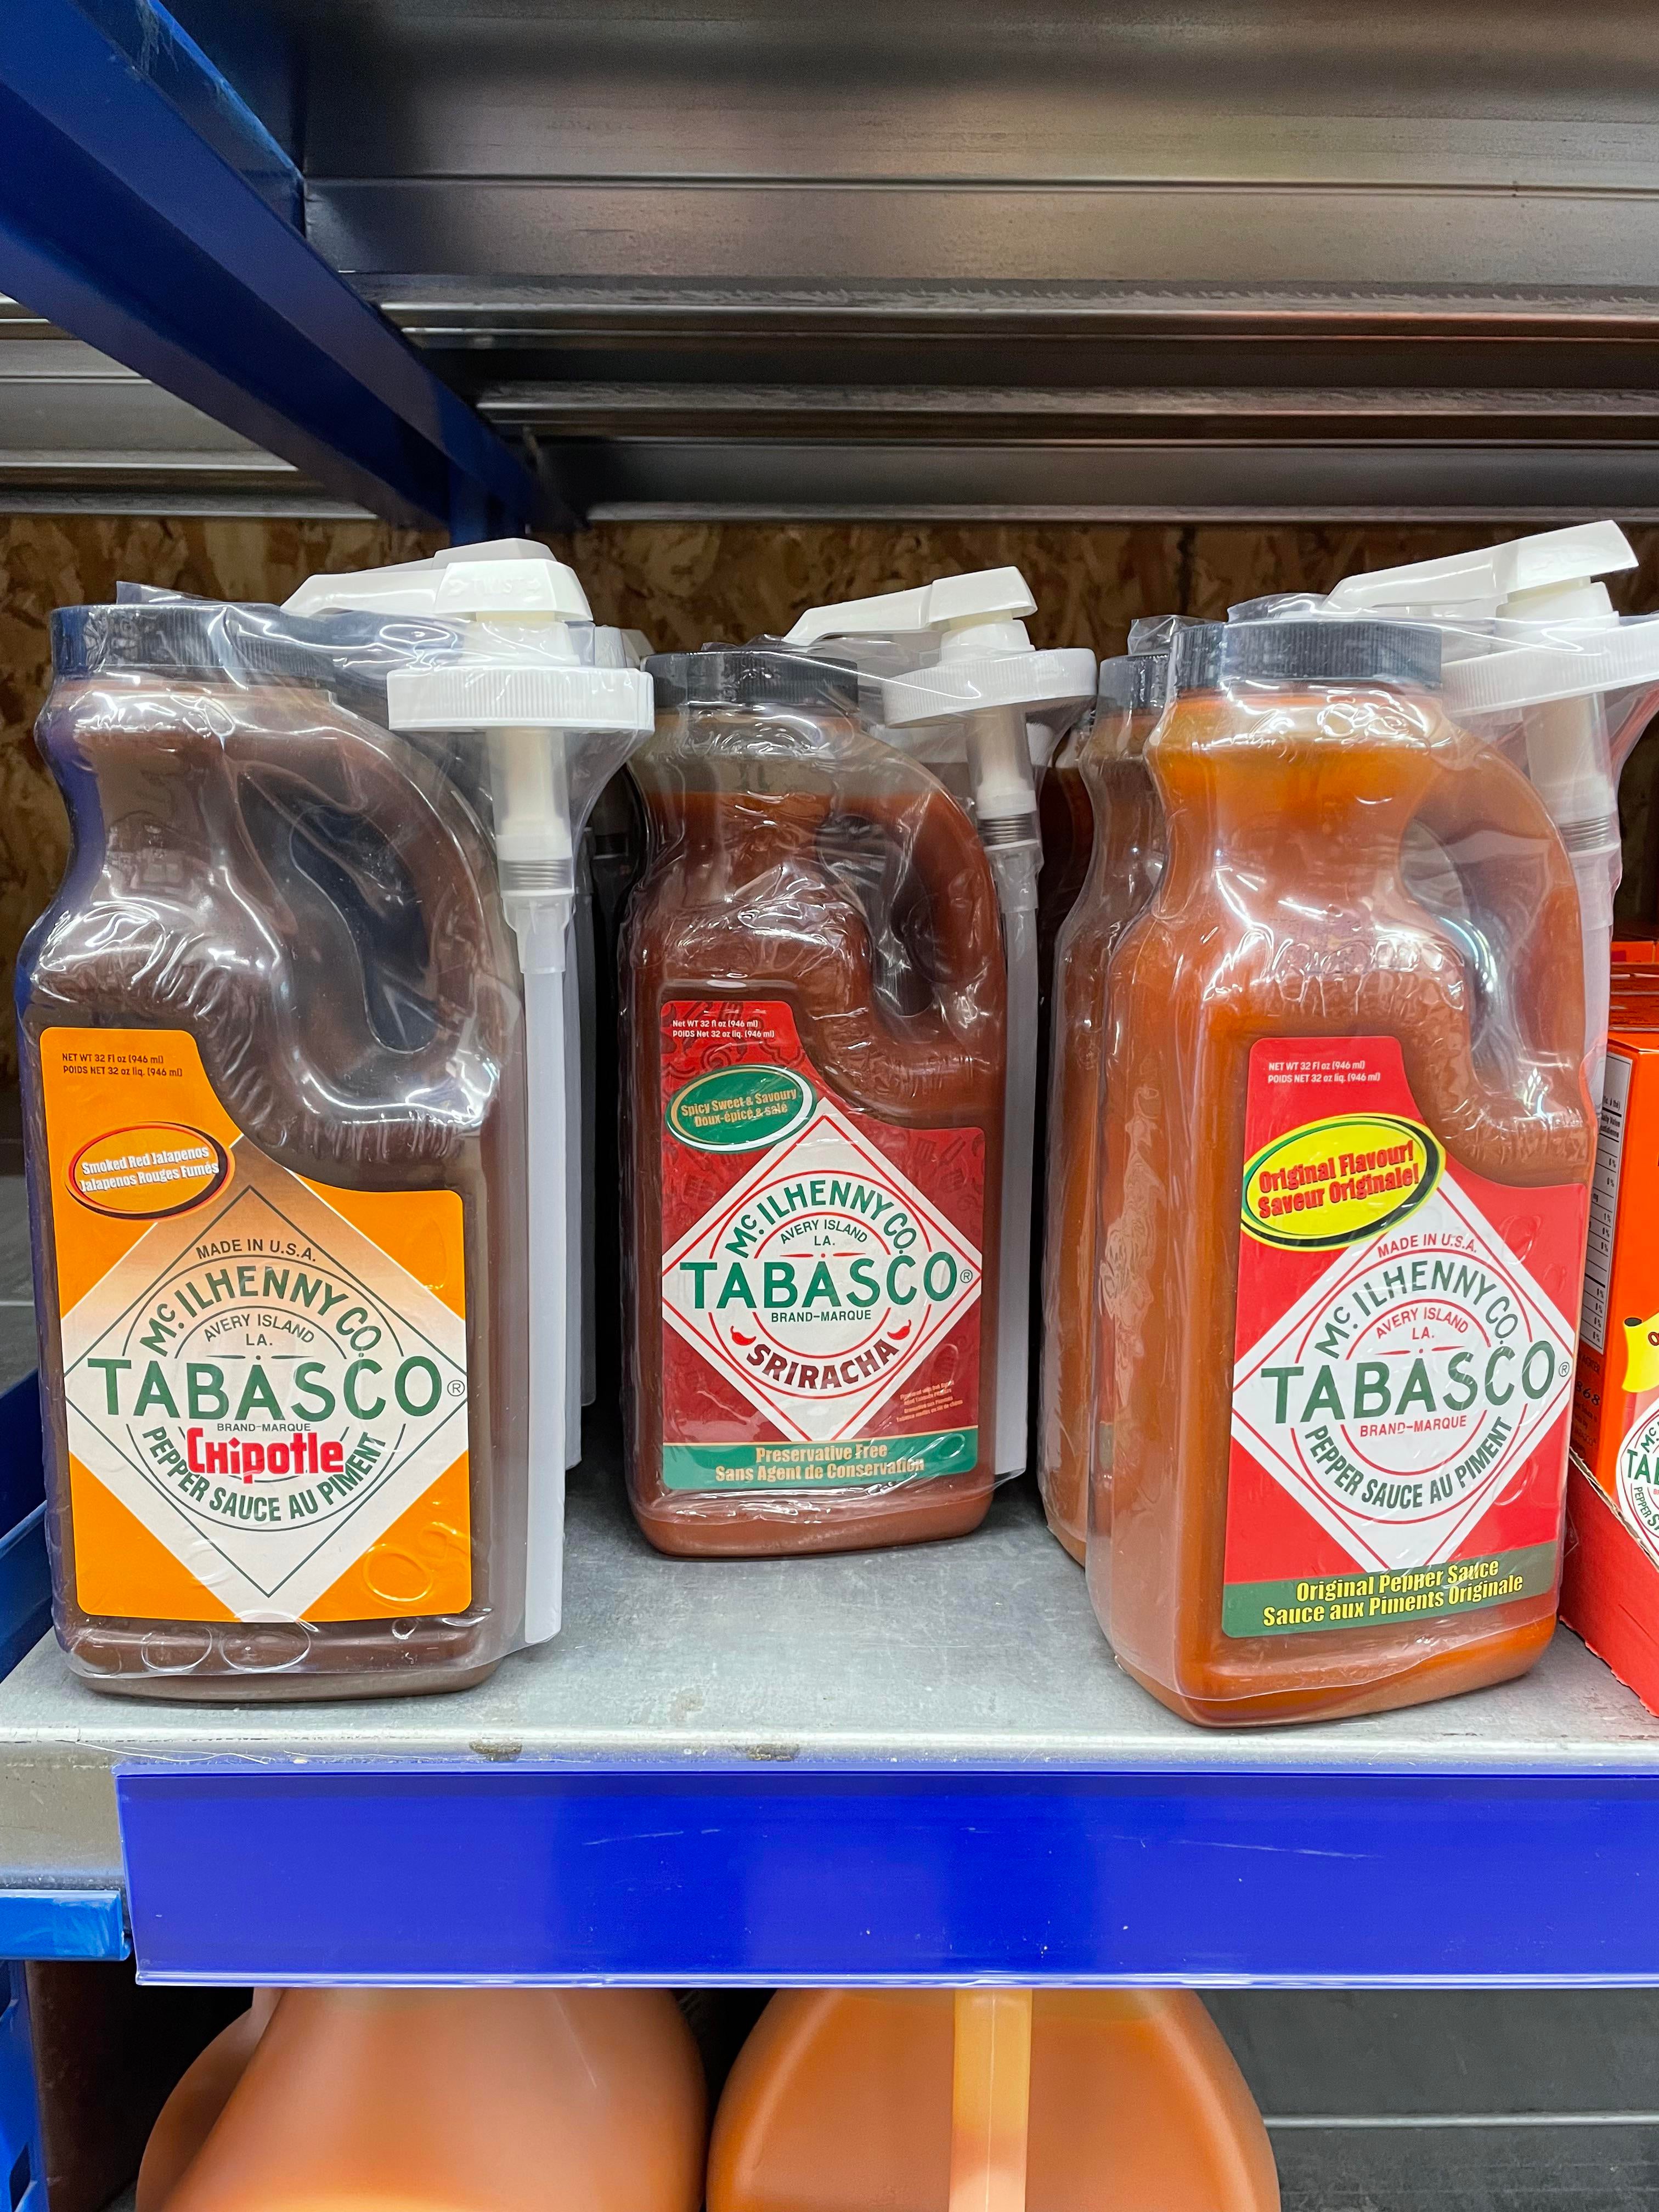 TWIST
NET WT 32 Fl oz (946 ml)
POIDS NET 32 oz liq. (946 ml)
Smoked Red Jalapenos
Jalapenos Rouges Fumés
MADE IN U.S.A.
McILHENNY CO.
AVERY ISLAND
LA.
TABASCO®
BRAND-MARQUE
Chipotle
PEPPER SAUCE AU PIMENT
Net WT 32 fl oz (946 ml)
POIDS Net 32 oz liq. (946 ml)
Spicy Sweet & Savoury
Doux-épicé & salé
McILHENNY CO.
AVERY ISLAND
LA.
TABASCO®
BRAND-MARQUE
SRIRACHA
Preservative Free
Sans Agent de Conservation
NET WT 32 Fl oz (946 ml)
POIDS NET 32 oz liq. (946 ml)
Original Flavour!
Saveur Originale!
MADE IN U.S.A.
McILHENNY CO.
AVERY ISLAND
LA.
TABASCO®
BRAND-MARQUE
PEPPER SAUCE AU PIMENT
Original Pepper Sauce
Sauce aux Piments Originale
868
Mc
TAB
PEPPER